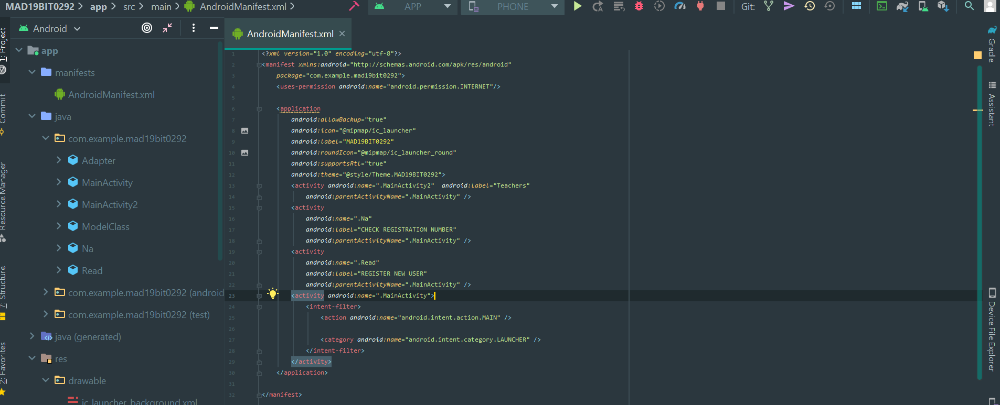 MAD19BIT0292 app src main AndroidManifest.xml APP PHONE Git:
Android
1: Project
Commit
Resource Manager
7: Structure
2: Favorites
app
manifests
AndroidManifest.xml
java
com.example.mad19bit0292
Adapter
MainActivity
MainActivity2
ModelClass
Na
Read
com.example.mad19bit0292 (android
com.example.mad19bit0292 (test)
java (generated)
res
drawable
ic_launcher_background.xml
AndroidManifest.xml
1 <?xml version="1.0" encoding="utf-8"?>
2 <manifest xmlns:android="http://schemas.android.com/apk/res/android"
3 package="com.example.mad19bit0292">
4 <uses-permission android:name="android.permission.INTERNET"/>
5
6 <application
7 android:allowBackup="true"
8 android:icon="@mipmap/ic_launcher"
9 android:label="MAD19BIT0292"
10 android:roundIcon="@mipmap/ic_launcher_round"
11 android:supportsRtl="true"
12 android:theme="@style/Theme.MAD19BIT0292">
13 <activity android:name=".MainActivity2"  android:label="Teachers"
14 android:parentActivityName=".MainActivity" />
15 <activity
16 android:name=".Na"
17 android:label="CHECK REGISTRATION NUMBER"
18 android:parentActivityName=".MainActivity" />
19 <activity
20 android:name=".Read"
21 android:label="REGISTER NEW USER"
22 android:parentActivityName=".MainActivity" />
23 <activity android:name=".MainActivity">
24 <intent-filter>
25 <action android:name="android.intent.action.MAIN" />
26
27 <category android:name="android.intent.category.LAUNCHER" />
28 </intent-filter>
29 </activity>
30 </application>
31
32 </manifest>
Gradle
Assistant
Device File Explorer